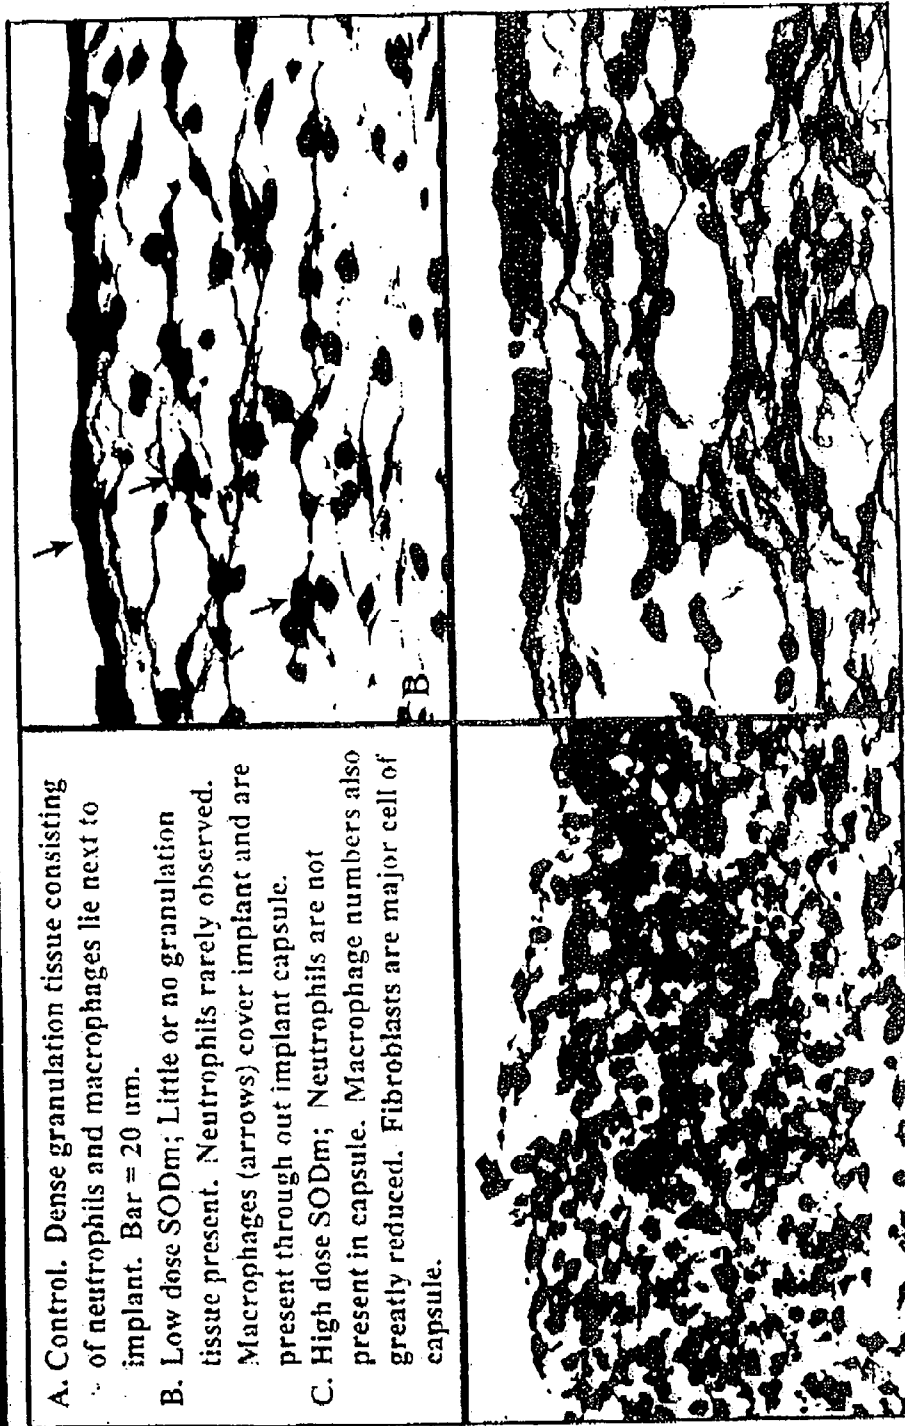 A. Control. Dense granulation tissue consisting
of neutrophils and macrophages lie next to
implant. Bar = 20 um.
B. Low dose SODm; Little or no granulation
tissue present. Neutrophils rarely observed.
Macrophages (arrows) cover implant and are
present through out implant capsule.
C. High dose SODm; Neutrophils are not
present in capsule. Macrophage numbers also
greatly reduced. Fibroblasts are major cell of
capsule.
B